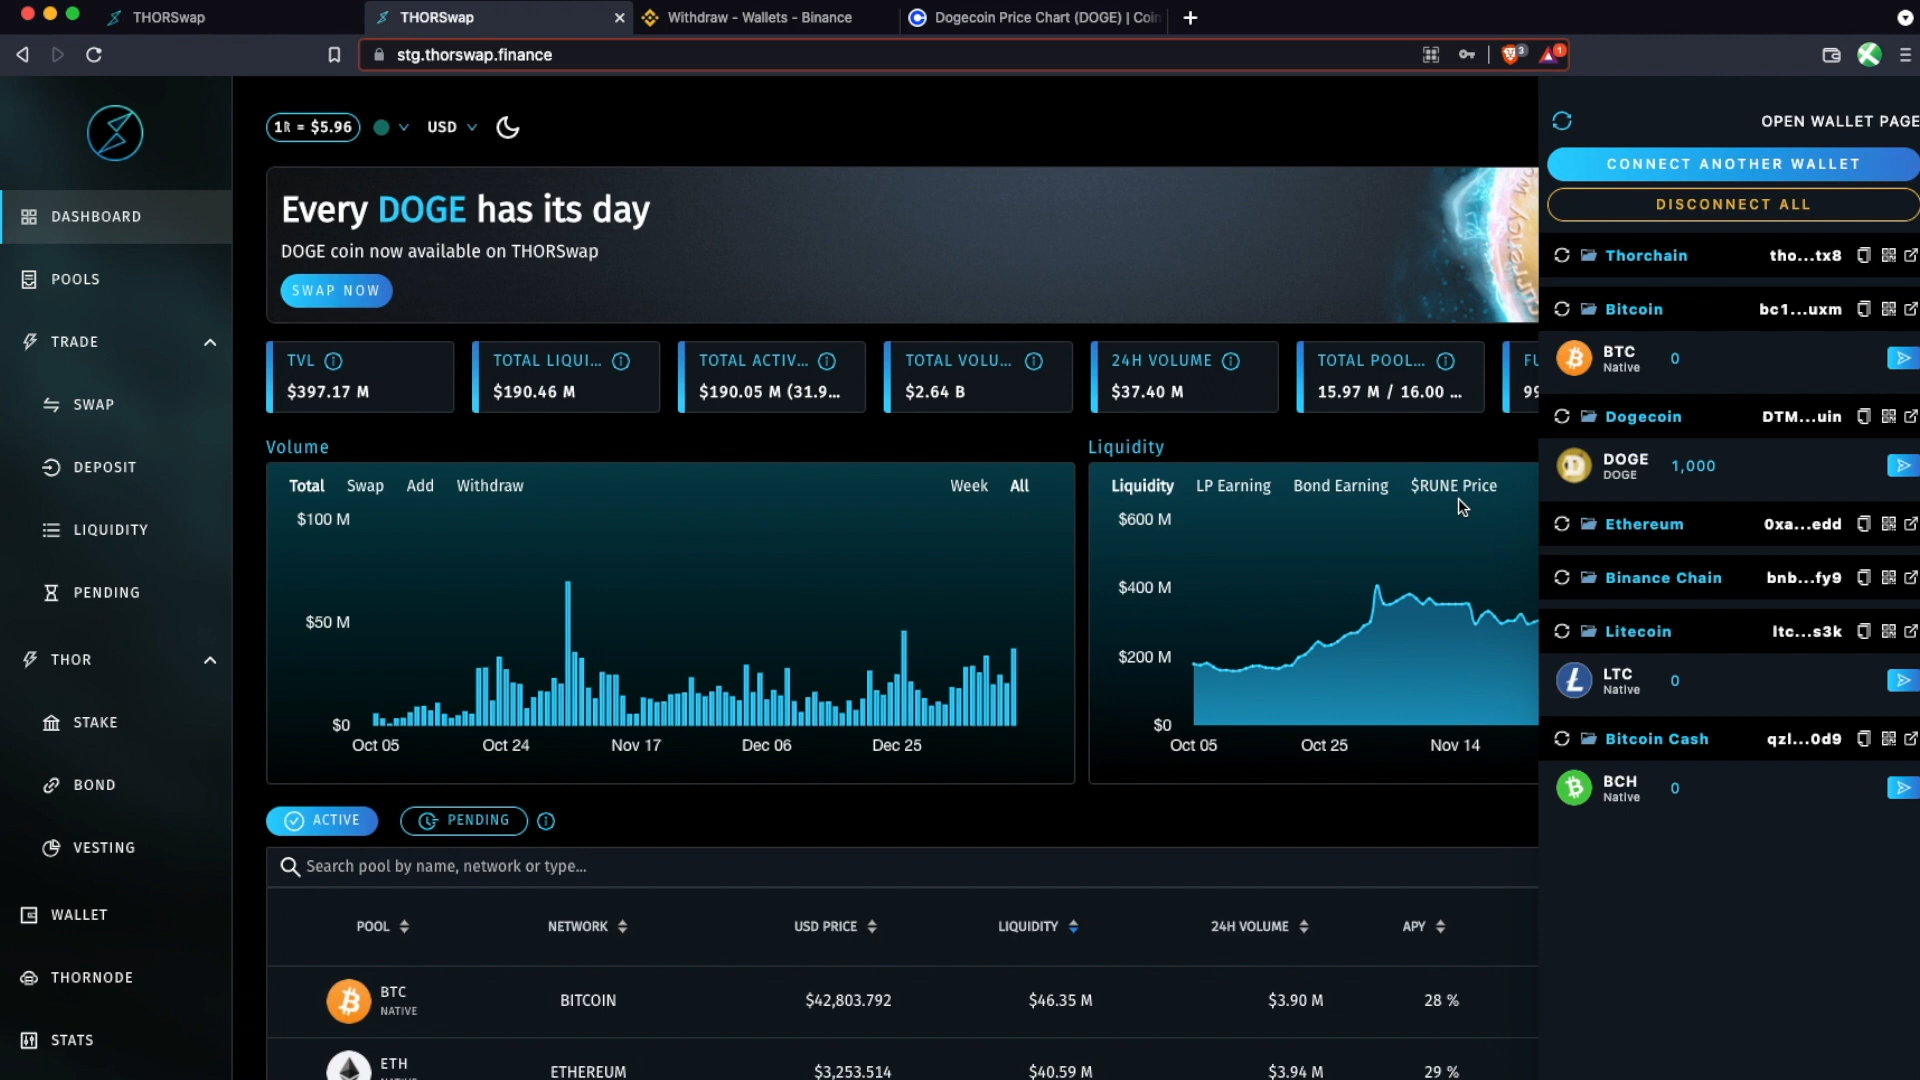 THORSwap
THORSwap
Withdraw - Wallets - Binance
Dogecoin Price Chart (DOGE) | Coin
stg.thorswap.finance
3
1
1R = $5.96
USD
OPEN WALLET PAGE
CONNECT ANOTHER WALLET
DISCONNECT ALL
DASHBOARD
POOLS
TRADE
SWAP
DEPOSIT
LIQUIDITY
PENDING
THOR
STAKE
BOND
VESTING
WALLET
THORNODE
STATS
Every DOGE has its day
DOGE coin now available on THORSwap
SWAP NOW
TVL
$397.17 M
TOTAL LIQUI...
$190.46 M
TOTAL ACTIV...
$190.05 M (31.9...
TOTAL VOLU...
$2.64 B
24H VOLUME
$37.40 M
TOTAL POOL...
15.97 M / 16.00 ...
Volume
Total Swap Add Withdraw Week All
$100 M
$50 M
$0
Oct 05 Oct 24 Nov 17 Dec 06 Dec 25
Liquidity
Liquidity LP Earning Bond Earning $RUNE Price
$600 M
$400 M
$200 M
$0
Oct 05 Oct 25 Nov 14
ACTIVE PENDING
Search pool by name, network or type...
POOL NETWORK USD PRICE LIQUIDITY 24H VOLUME APY
BTC
NATIVE
BITCOIN $42,803.792 $46.35 M $3.90 M 28 %
ETH
ETHEREUM $3,253.514 $40.59 M $3.94 M 29 %
Thorchain tho...tx8
Bitcoin bc1...uxm
BTC
Native
0
Dogecoin DTM...uin
DOGE
DOGE
1,000
Ethereum 0xa...edd
Binance Chain bnb...fy9
Litecoin ltc...s3k
LTC
Native
0
Bitcoin Cash qzl...0d9
BCH
Native
0